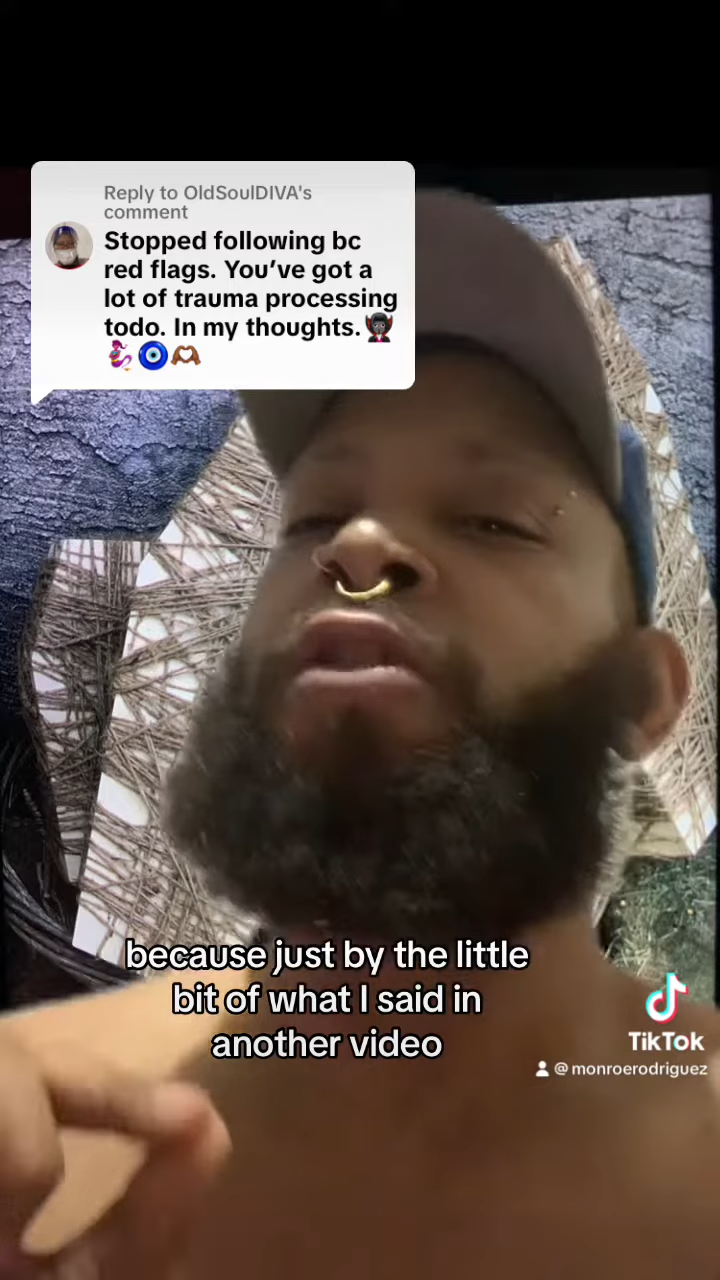 Reply to OldSoulDIVA's
comment
Stopped following bc
red flags. You’ve got a
lot of trauma processing
todo. In my thoughts.🧛🏿
🧜🏿‍♀️🧿🫶🏾
because just by the little
bit of what I said in
another video
TikTok
@monroerodriguez